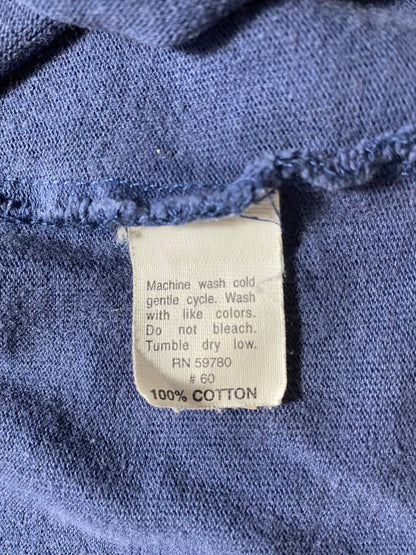 Machine wash cold
gentle cycle. Wash
with like colors.
Do not bleach.
Tumble dry low.
RN 59780
# 60
100% COTTON